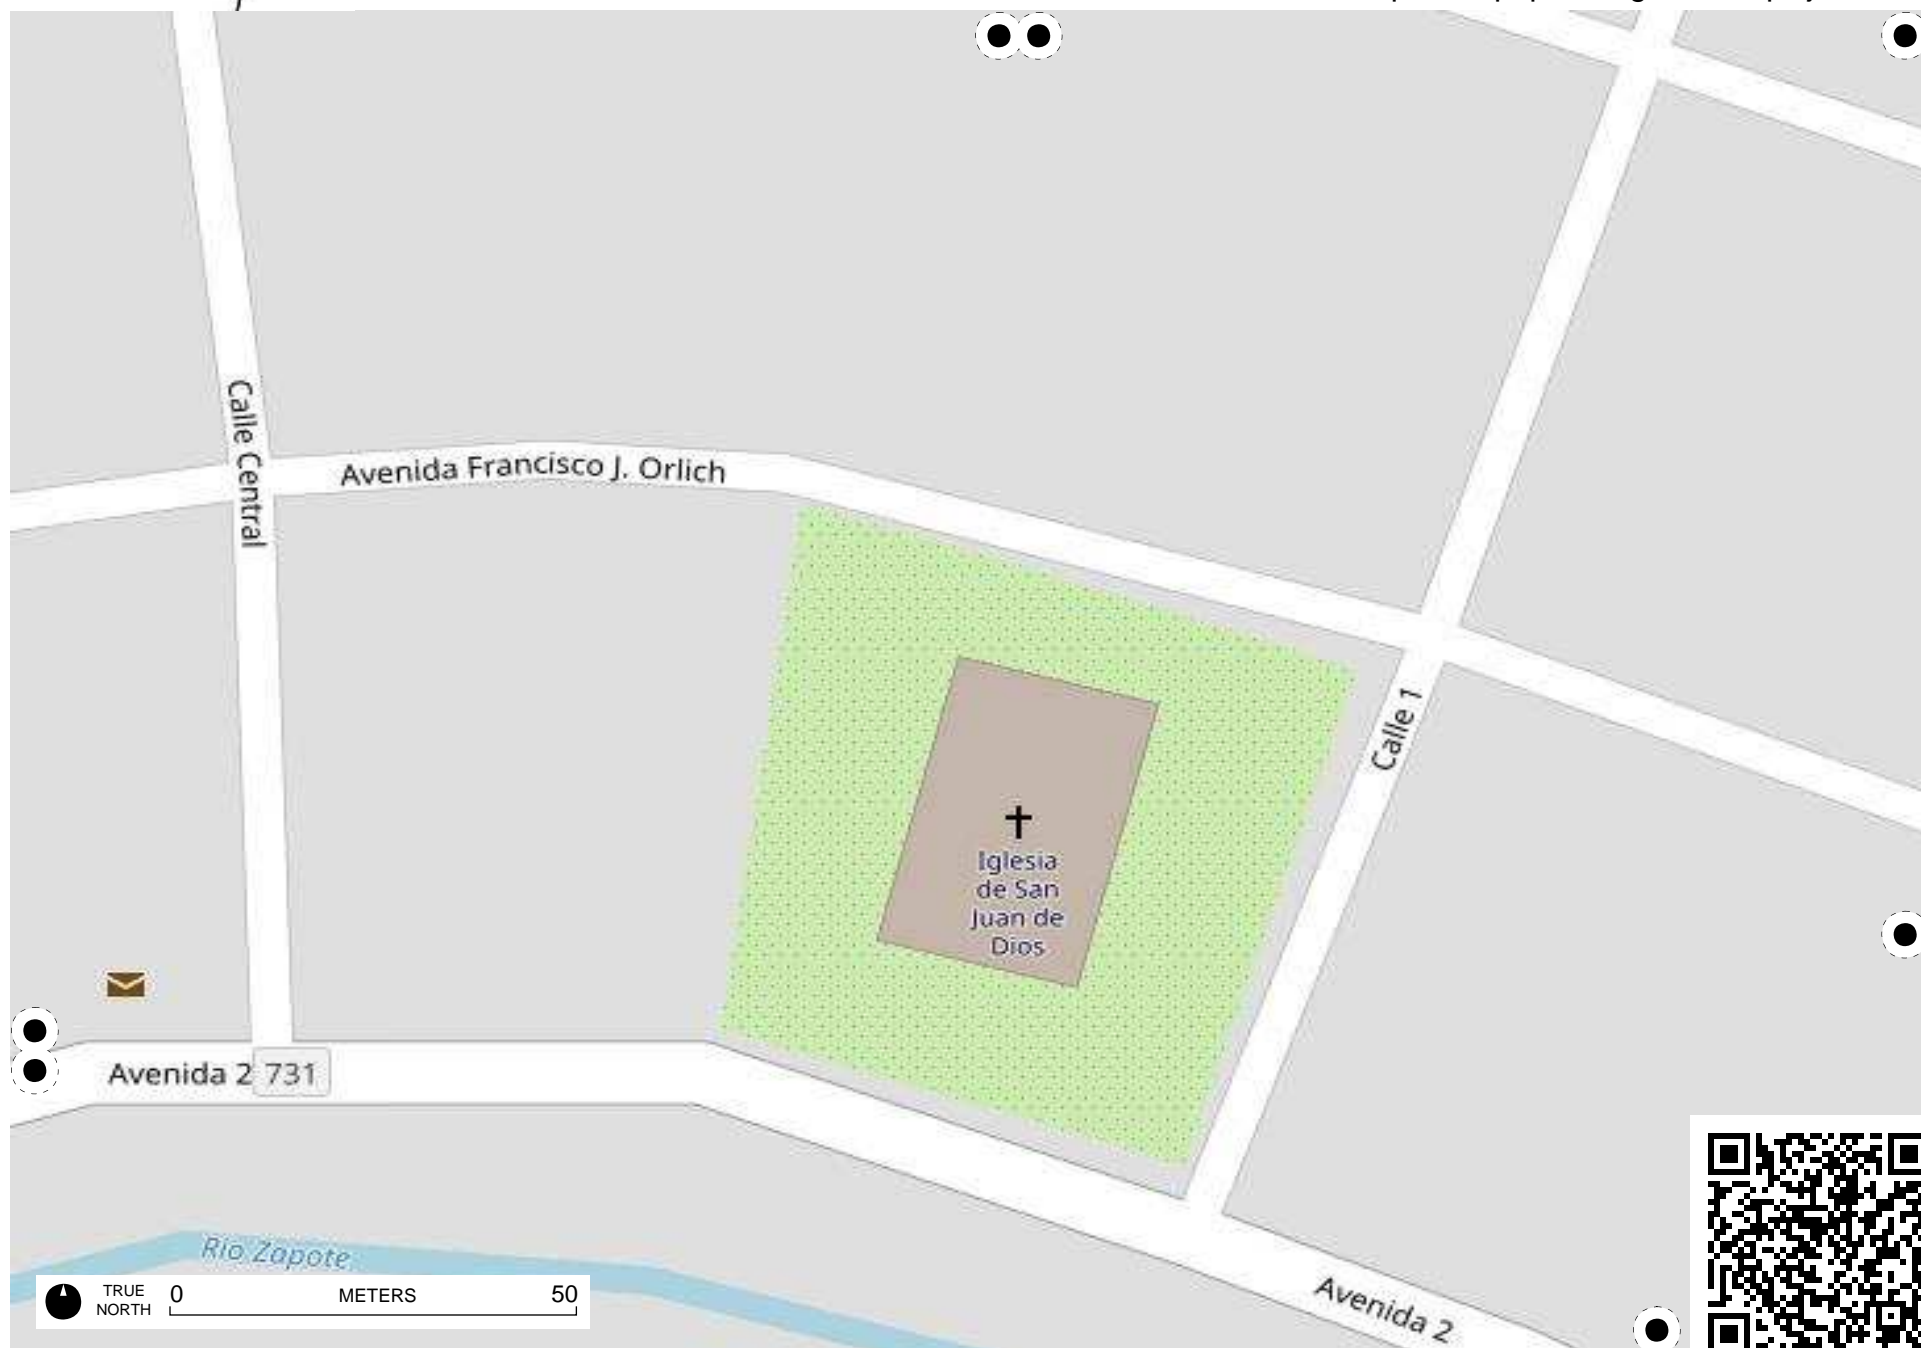 Calle Central
Avenida Francisco J. Orlich
Calle 1
Iglesia
de San
Juan de
Dios
Avenida 2
731
Rio Zapote
TRUE
NORTH
0
METERS
50
Avenida 2